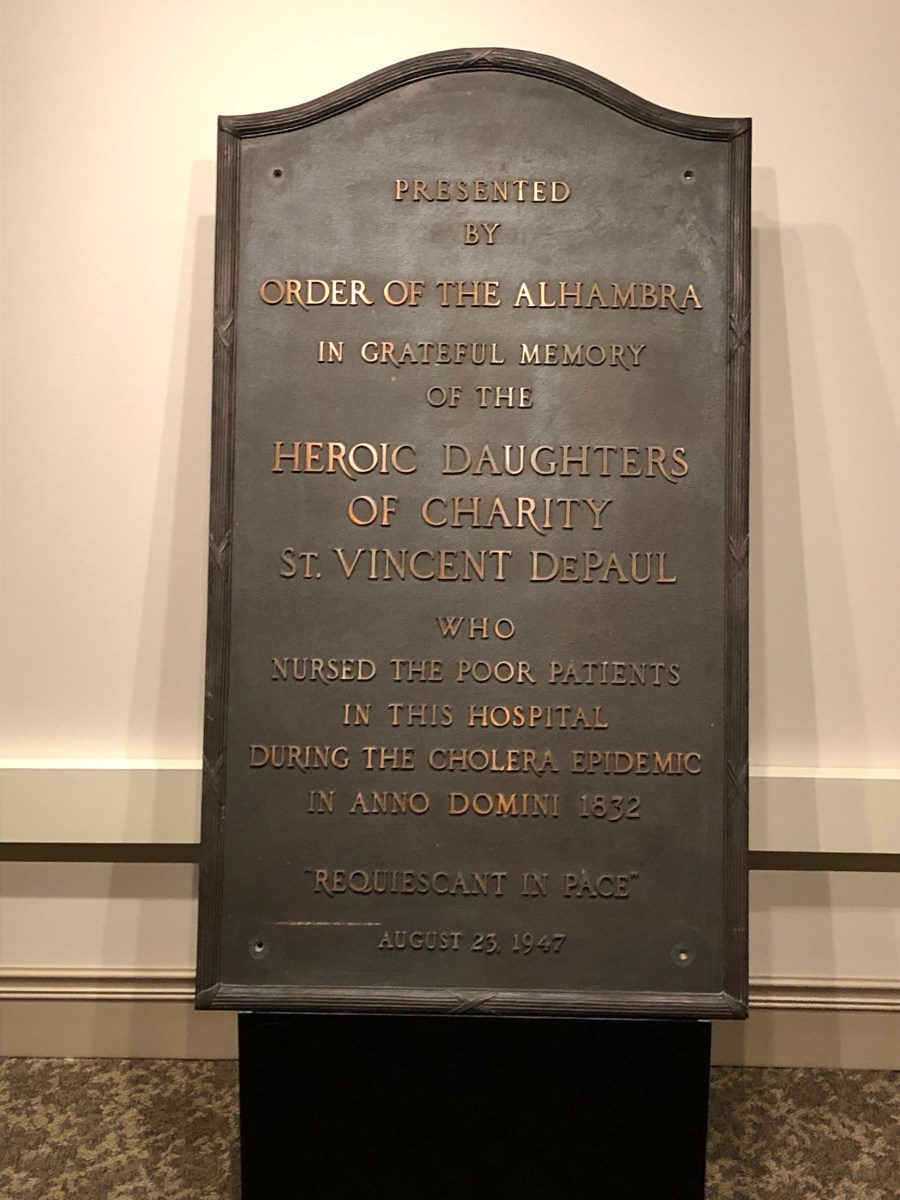 PRESENTED
BY
ORDER OF THE ALHAMBRA
IN GRATEFUL MEMORY
OF THE
HEROIC DAUGHTERS
OF CHARITY
ST. VINCENT DEPAUL
WHO
NURSED THE POOR PATIENTS
IN THIS HOSPITAL
DURING THE CHOLERA EPIDEMIC
IN ANNO DOMINI 1832
"REQUIESCANT IN PACE"
AUGUST 23, 1947